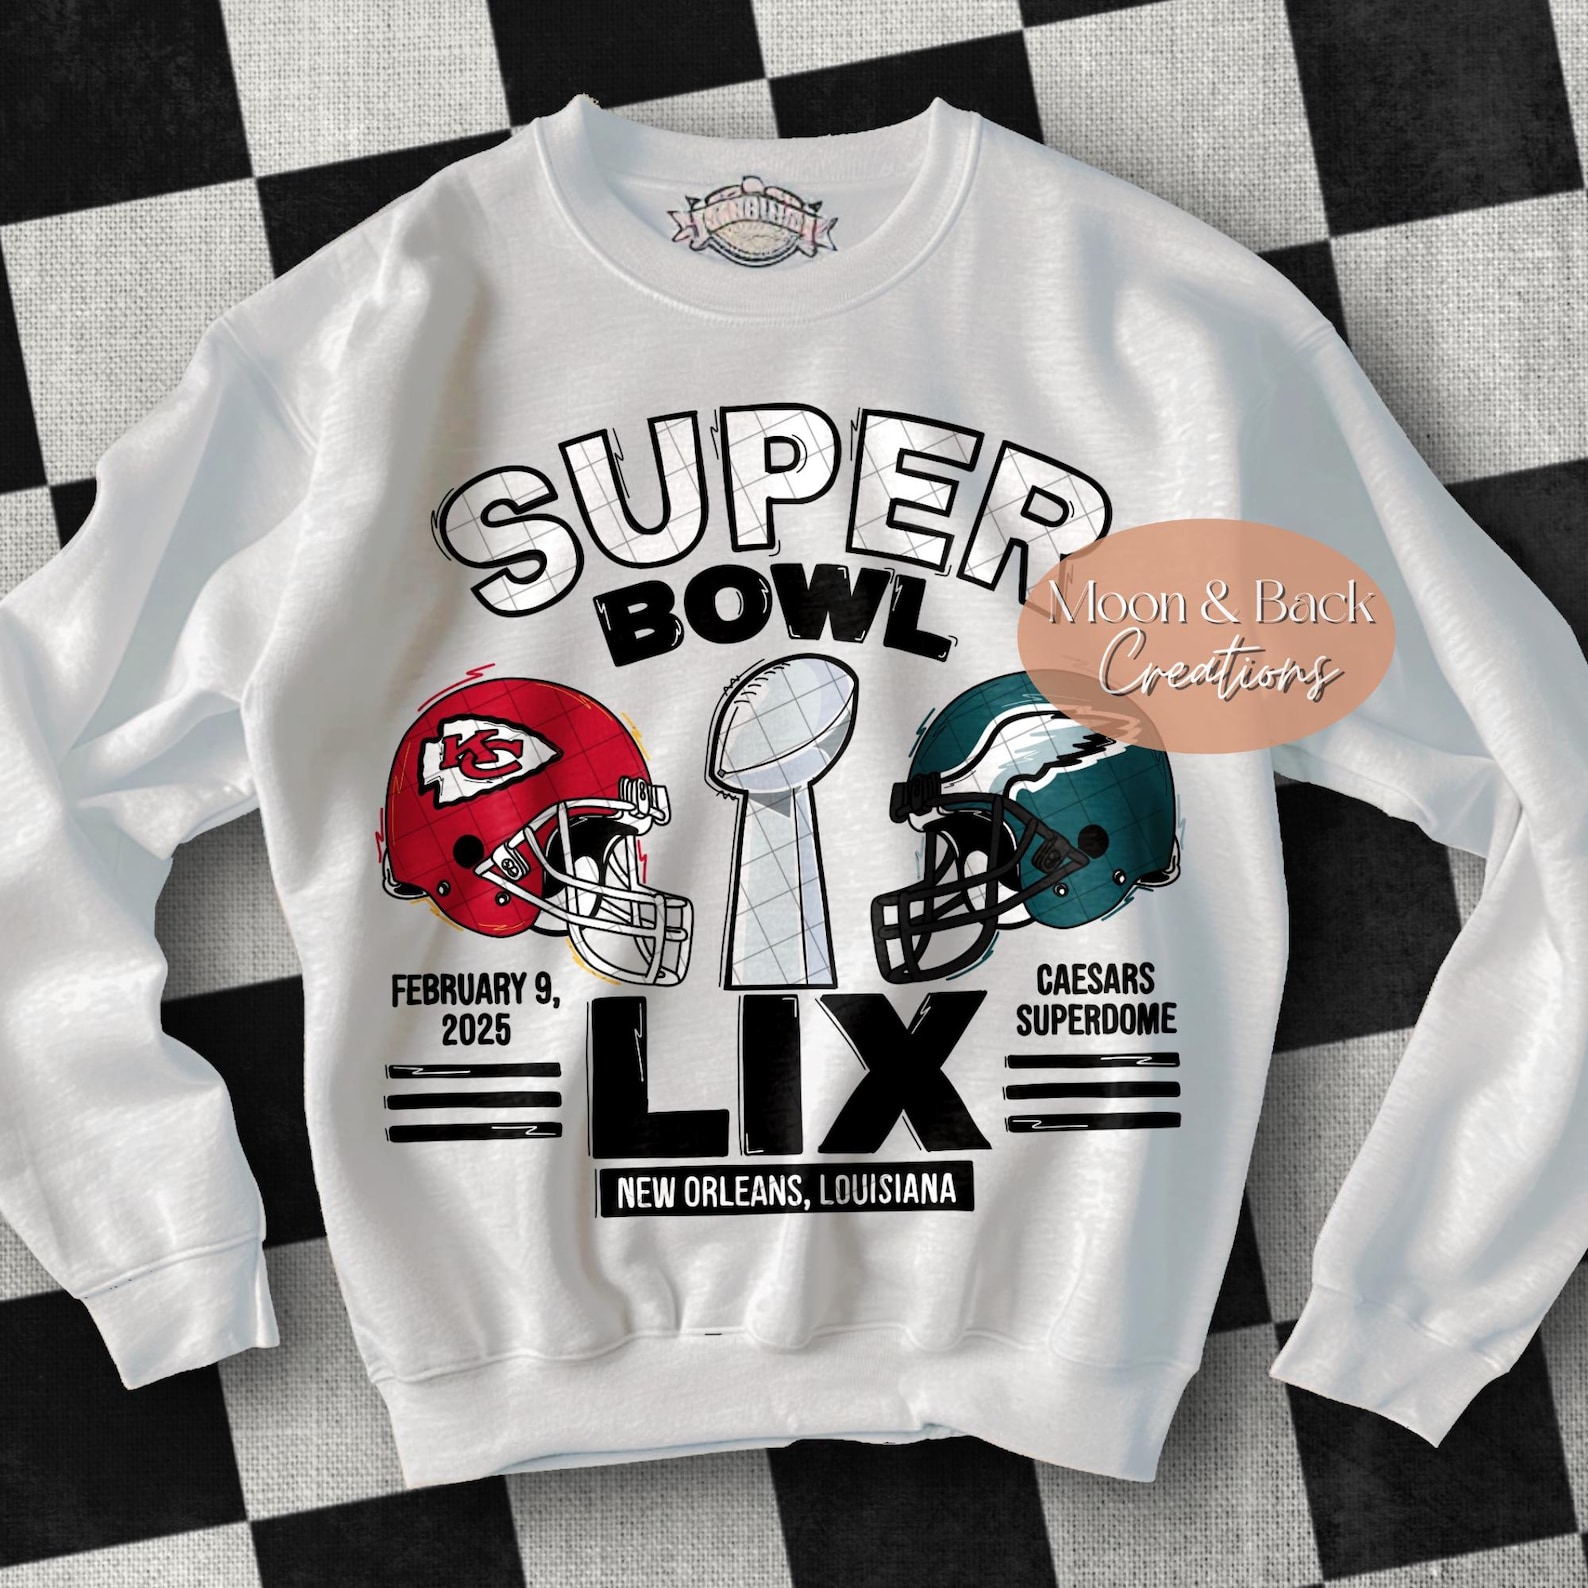 SUPER
BOWL
Moon & Back
Creations
KC
FEBRUARY 9,
2025
CAESARS
SUPERDOME
LIX
NEW ORLEANS, LOUISIANA